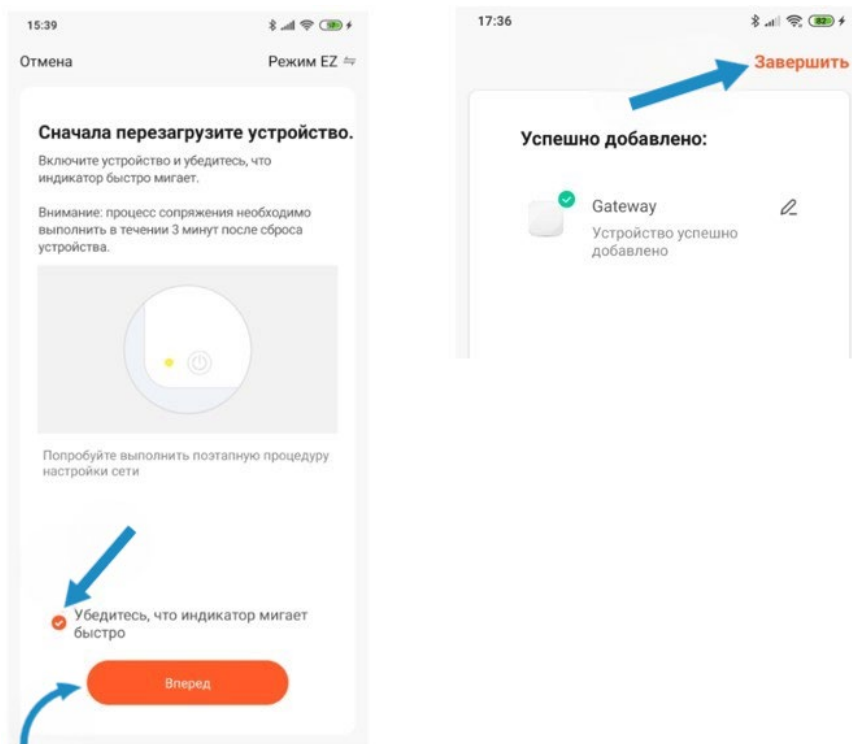 15:39
Отмена
Режим EZ
Сначала перезагрузите устройство.
Включите устройство и убедитесь, что
индикатор быстро мигает.
Внимание: процесс сопряжения необходимо
выполнить в течении 3 минут после сброса
устройства.
Попробуйте выполнить поэтапную процедуру
настройки сети
Убедитесь, что индикатор мигает
быстро
Вперед
17:36
82
Завершить
Успешно добавлено:
Gateway
Устройство успешно
добавлено